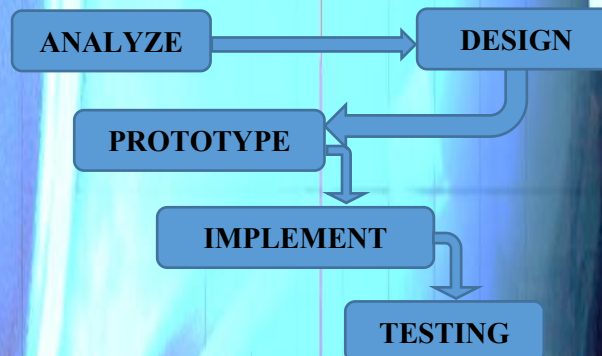 ANALYZE
DESIGN
PROTOTYPE
IMPLEMENT
TESTING